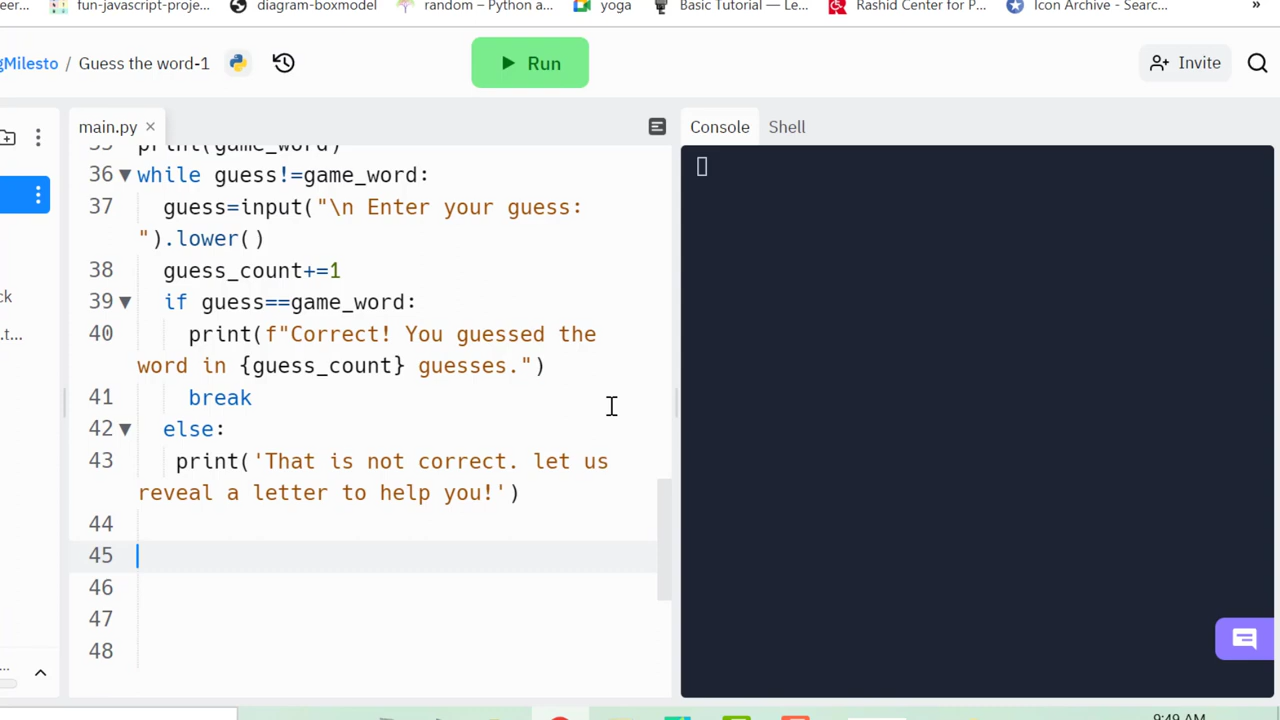 eer... fun-javascript-proje... diagram-boxmodel random – Python a... yoga Basic Tutorial — Le... Rashid Center for P... Icon Archive - Searc... »
gMilesto / Guess the word-1 Run Invite
main.py × Console Shell
35 print(game_word)
36 while guess!=game_word:
37 guess=input("\n Enter your guess:
").lower()
38 guess_count+=1
39 if guess==game_word:
40 print(f"Correct! You guessed the
word in {guess_count} guesses.")
41 break
42 else:
43 print('That is not correct. let us
reveal a letter to help you!')
44
45
46
47
48
ck
.t...
...
9:49 AM